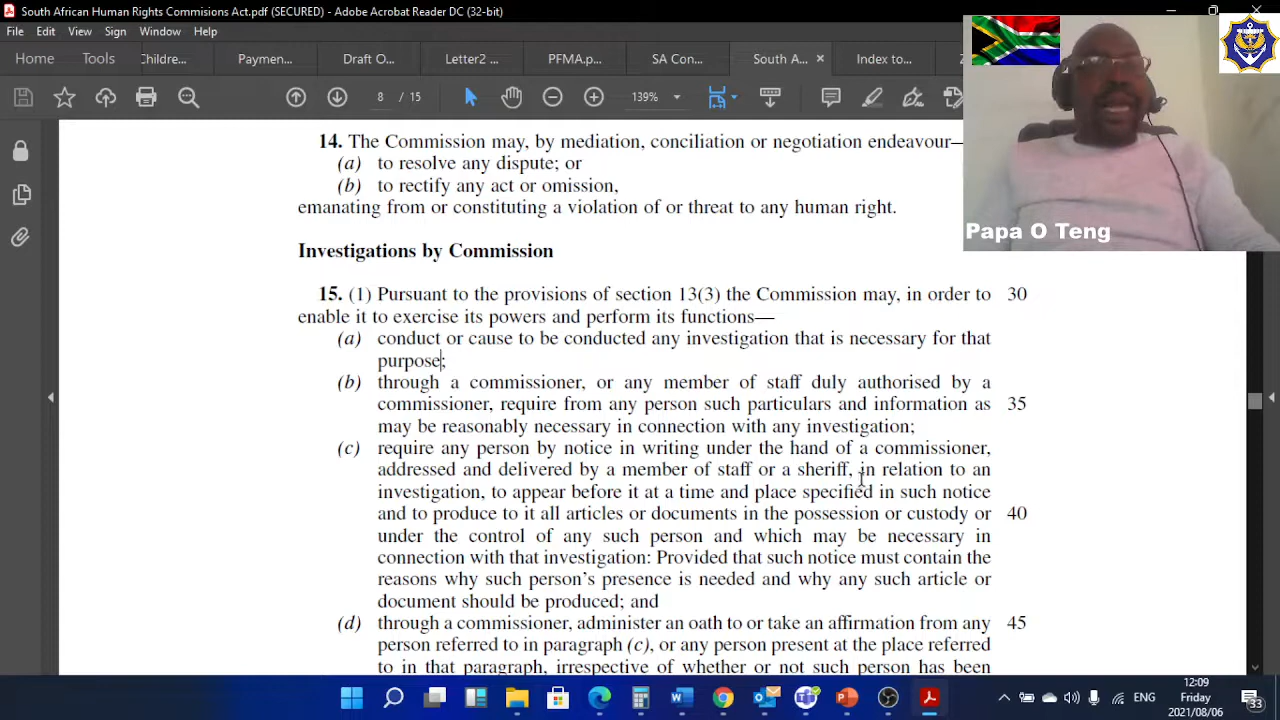 South African Human Rights Commisions Act.pdf (SECURED) - Adobe Acrobat Reader DC (32-bit)
File Edit View Sign Window Help
Home Tools Childre... Paymen... Draft O... Letter2 ... PFMA.p... SA Con... South A... × Index to...
8 / 15 139%
14. The Commission may, by mediation, conciliation or negotiation endeavour—
(a) to resolve any dispute; or
(b) to rectify any act or omission,
emanating from or constituting a violation of or threat to any human right.
Papa O Teng
Investigations by Commission
15. (1) Pursuant to the provisions of section 13(3) the Commission may, in order to 30
enable it to exercise its powers and perform its functions—
(a) conduct or cause to be conducted any investigation that is necessary for that
purpose;
(b) through a commissioner, or any member of staff duly authorised by a
commissioner, require from any person such particulars and information as 35
may be reasonably necessary in connection with any investigation;
(c) require any person by notice in writing under the hand of a commissioner,
addressed and delivered by a member of staff or a sheriff, in relation to an
investigation, to appear before it at a time and place specified in such notice
and to produce to it all articles or documents in the possession or custody or 40
under the control of any such person and which may be necessary in
connection with that investigation: Provided that such notice must contain the
reasons why such person's presence is needed and why any such article or
document should be produced; and
(d) through a commissioner, administer an oath to or take an affirmation from any 45
person referred to in paragraph (c), or any person present at the place referred
to in that paragraph, irrespective of whether or not such person has been
ENG
12:09
Friday
2021/08/06
33